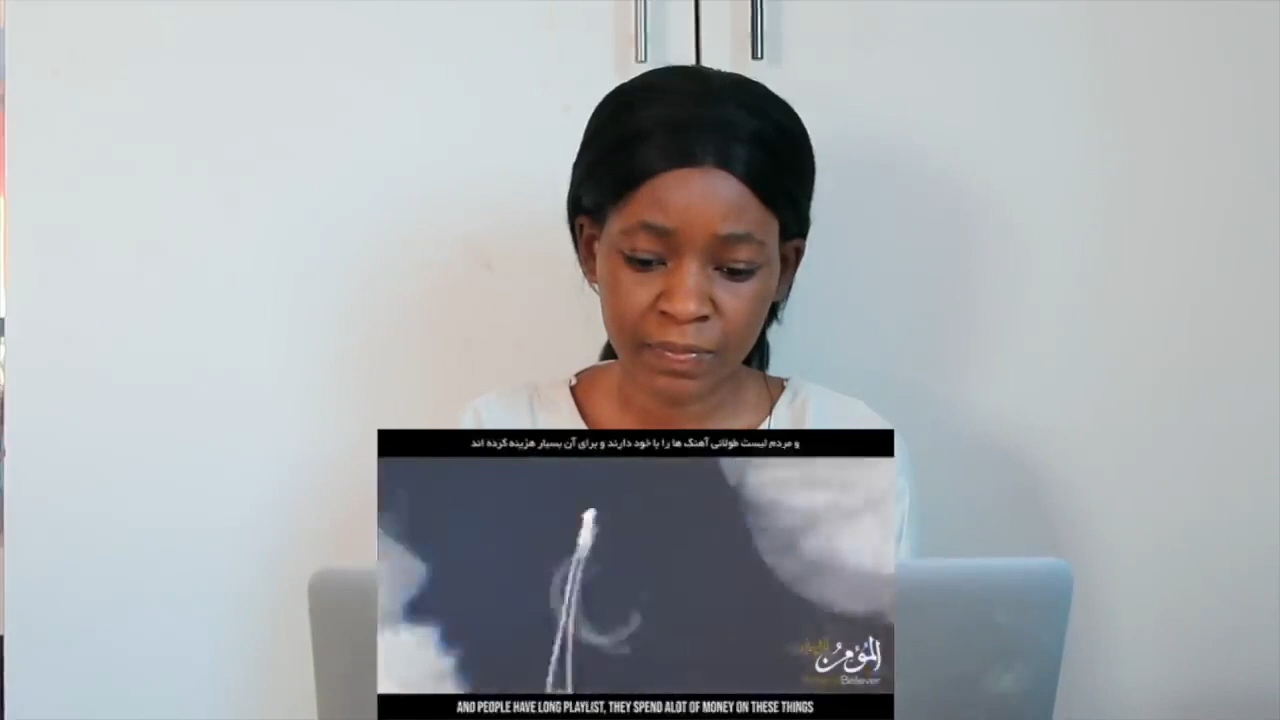 و مردم لیست طولانی آهنگ ها را با خود دارند و برای آن بسیار هزینه کرده اند
المؤمن
Believer
AND PEOPLE HAVE LONG PLAYLIST, THEY SPEND ALOT OF MONEY ON THESE THINGS